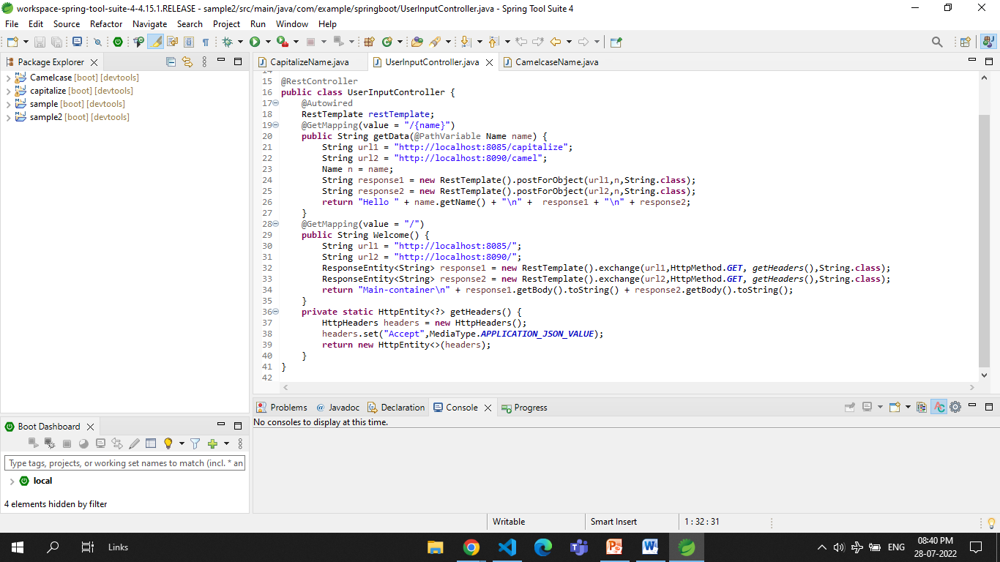 workspace-spring-tool-suite-4-4.15.1.RELEASE - sample2/src/main/java/com/example/springboot/UserInputController.java - Spring Tool Suite 4
File Edit Source Refactor Navigate Search Project Run Window Help
Package Explorer
Camelcase [boot] [devtools]
capitalize [boot] [devtools]
sample [boot] [devtools]
sample2 [boot] [devtools]
CapitalizeName.java UserInputController.java CamelcaseName.java
14
15 @RestController
16 public class UserInputController {
17 @Autowired
18 RestTemplate restTemplate;
19 @GetMapping(value = "/{name}")
20 public String getData(@PathVariable Name name) {
21 String url1 = "http://localhost:8085/capitalize";
22 String url2 = "http://localhost:8090/camel";
23 Name n = name;
24 String response1 = new RestTemplate().postForObject(url1,n,String.class);
25 String response2 = new RestTemplate().postForObject(url2,n,String.class);
26 return "Hello " + name.getName() + "\n" +  response1 + "\n" + response2;
27 }
28 @GetMapping(value = "/")
29 public String Welcome() {
30 String url1 = "http://localhost:8085/";
31 String url2 = "http://localhost:8090/";
32 ResponseEntity<String> response1 = new RestTemplate().exchange(url1,HttpMethod.GET, getHeaders(),String.class);
33 ResponseEntity<String> response2 = new RestTemplate().exchange(url2,HttpMethod.GET, getHeaders(),String.class);
34 return "Main-container\n" + response1.getBody().toString() + response2.getBody().toString();
35 }
36 private static HttpEntity<?> getHeaders() {
37 HttpHeaders headers = new HttpHeaders();
38 headers.set("Accept",MediaType.APPLICATION_JSON_VALUE);
39 return new HttpEntity<>(headers);
40 }
41 }
42
Problems @ Javadoc Declaration Console Progress
No consoles to display at this time.
Boot Dashboard
Type tags, projects, or working set names to match (incl. * an
local
4 elements hidden by filter
Writable Smart Insert 1 : 32 : 31
Links
ENG
08:40 PM
28-07-2022